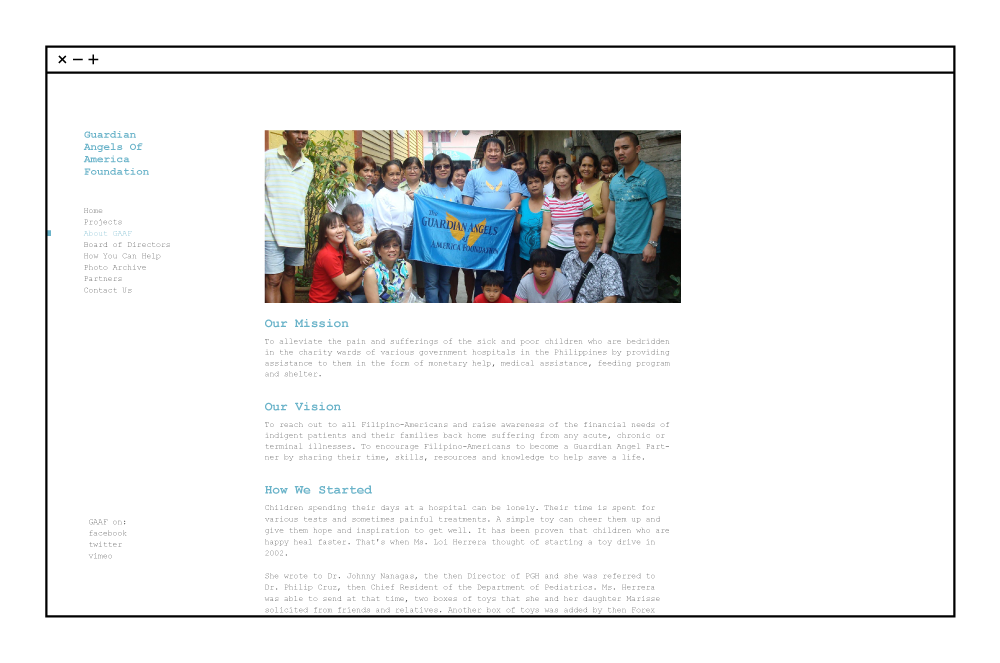 Guardian
Angels Of
America
Foundation
Home
Projects
About GAAF
Board of Directors
How You Can Help
Photo Archive
Partners
Contact Us
GAAF on:
facebook
twitter
vimeo
The
GUARDIAN ANGELS
of
AMERICA FOUNDATION
Our Mission
To alleviate the pain and sufferings of the sick and poor children who are bedridden
in the charity wards of various government hospitals in the Philippines by providing
assistance to them in the form of monetary help, medical assistance, feeding program
and shelter.
Our Vision
To reach out to all Filipino-Americans and raise awareness of the financial needs of
indigent patients and their families back home suffering from any acute, chronic or
terminal illnesses. To encourage Filipino-Americans to become a Guardian Angel Part-
ner by sharing their time, skills, resources and knowledge to help save a life.
How We Started
Children spending their days at a hospital can be lonely. Their time is spent for
various tests and sometimes painful treatments. A simple toy can cheer them up and
give them hope and inspiration to get well. It has been proven that children who are
happy heal faster. That's when Ms. Loi Herrera thought of starting a toy drive in
2002.
She wrote to Dr. Johnny Nanagas, the then Director of PGH and she was referred to
Dr. Philip Cruz, then Chief Resident of the Department of Pediatrics. Ms. Herrera
was able to send at that time, two boxes of toys that she and her daughter Marisse
solicited from friends and relatives. Another box of toys was added by then Forex